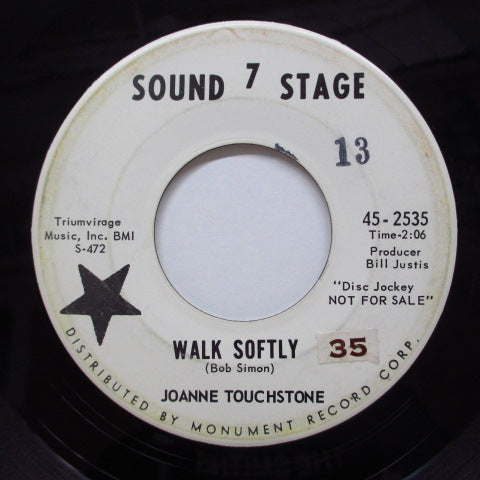 SOUND 7 STAGE
13
Triumvirage
Music, Inc. BMI
S-472
45-2535
Time-2:06
Producer
Bill Justis
"Disc Jockey
NOT FOR SALE"
WALK SOFTLY
35
(Bob Simon)
JOANNE TOUCHSTONE
DISTRIBUTED BY MONUMENT RECORD CORP.